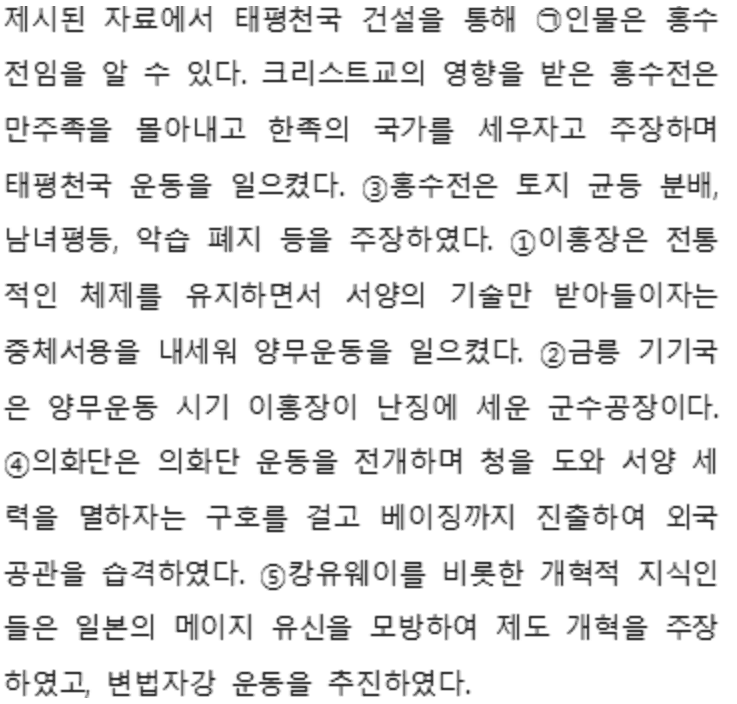 제시된 자료에서 태평천국 건설을 통해 ㉠인물은 홍수
전임을 알 수 있다. 크리스트교의 영향을 받은 홍수전은
만주족을 몰아내고 한족의 국가를 세우자고 주장하며
태평천국 운동을 일으켰다. ③홍수전은 토지 균등 분배,
남녀평등, 악습 폐지 등을 주장하였다. ①이홍장은 전통
적인 체제를 유지하면서 서양의 기술만 받아들이자는
중체서용을 내세워 양무운동을 일으켰다. ②금릉 기기국
은 양무운동 시기 이홍장이 난징에 세운 군수공장이다.
④의화단은 의화단 운동을 전개하며 청을 도와 서양 세
력을 멸하자는 구호를 걸고 베이징까지 진출하여 외국
공관을 습격하였다. ⑤캉유웨이를 비롯한 개혁적 지식인
들은 일본의 메이지 유신을 모방하여 제도 개혁을 주장
하였고, 변법자강 운동을 추진하였다.